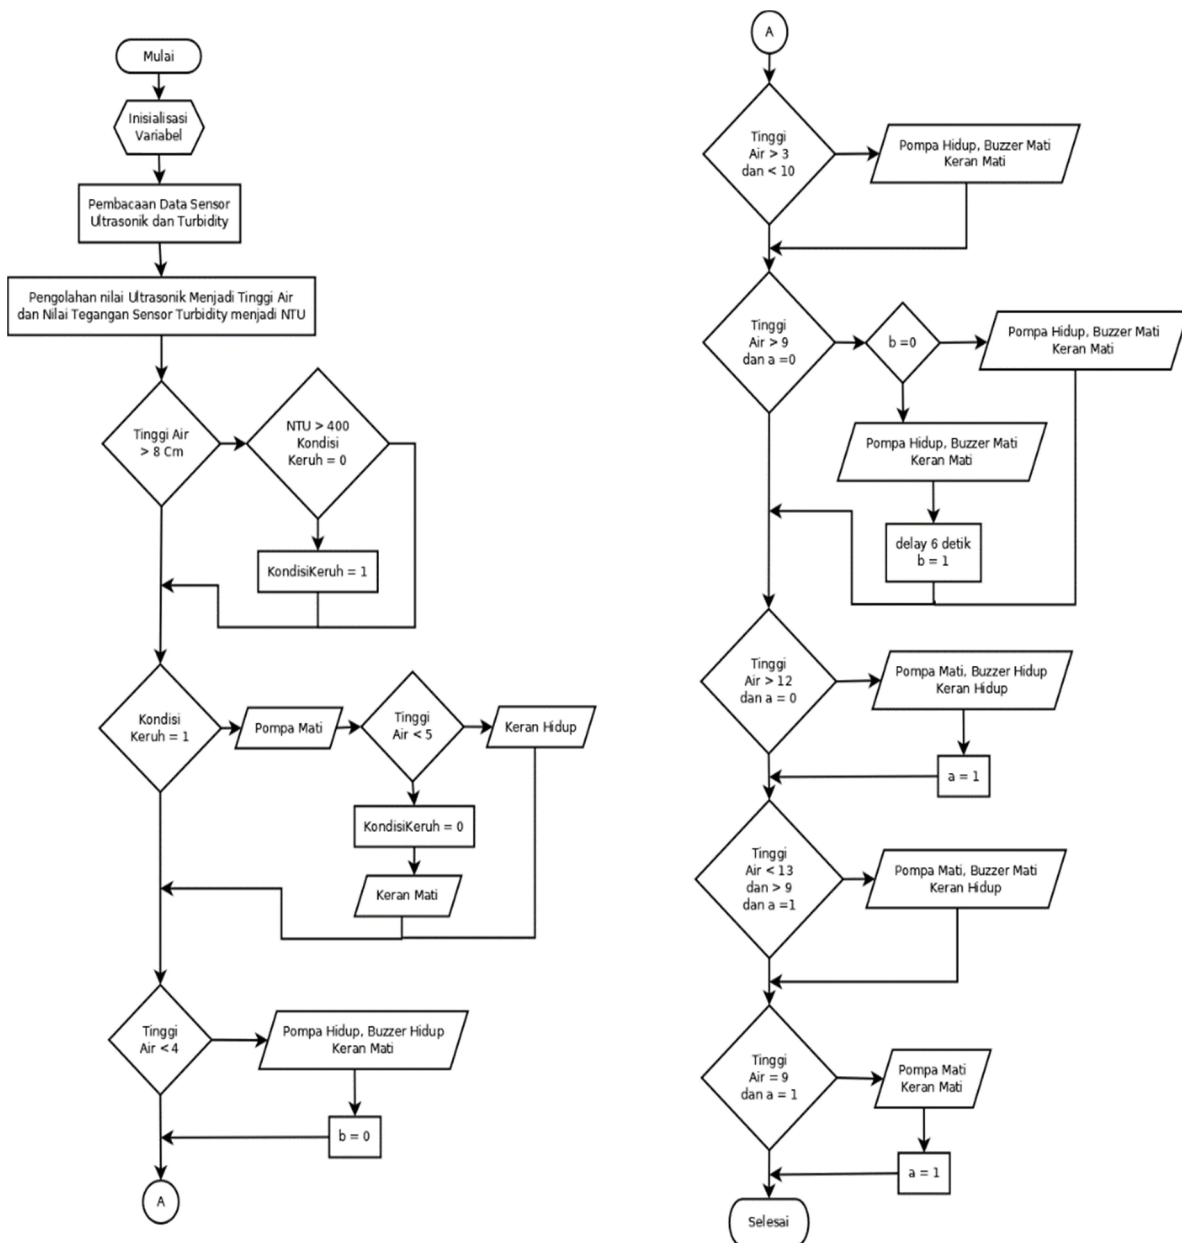 Mulai
Inisialisasi
Variabel
Pembacaan Data Sensor
Ultrasonik dan Turbidity
Pengolahan nilai Ultrasonik Menjadi Tinggi Air
dan Nilai Tegangan Sensor Turbidity menjadi NTU
Tinggi Air
> 8 Cm
NTU > 400
Kondisi
Keruh = 0
KondisiKeruh = 1
Kondisi
Keruh = 1
Pompa Mati
Tinggi
Air < 5
Keran Hidup
KondisiKeruh = 0
Keran Mati
Tinggi
Air < 4
Pompa Hidup, Buzzer Hidup
Keran Mati
b = 0
A
A
Tinggi
Air > 3
dan < 10
Pompa Hidup, Buzzer Mati
Keran Mati
Tinggi
Air > 9
dan a =0
b =0
Pompa Hidup, Buzzer Mati
Keran Mati
Pompa Hidup, Buzzer Mati
Keran Mati
delay 6 detik
b = 1
Tinggi
Air > 12
dan a = 0
Pompa Mati, Buzzer Hidup
Keran Hidup
a = 1
Tinggi
Air < 13
dan > 9
dan a =1
Pompa Mati, Buzzer Mati
Keran Hidup
Tinggi
Air = 9
dan a = 1
Pompa Mati
Keran Mati
a = 1
Selesai